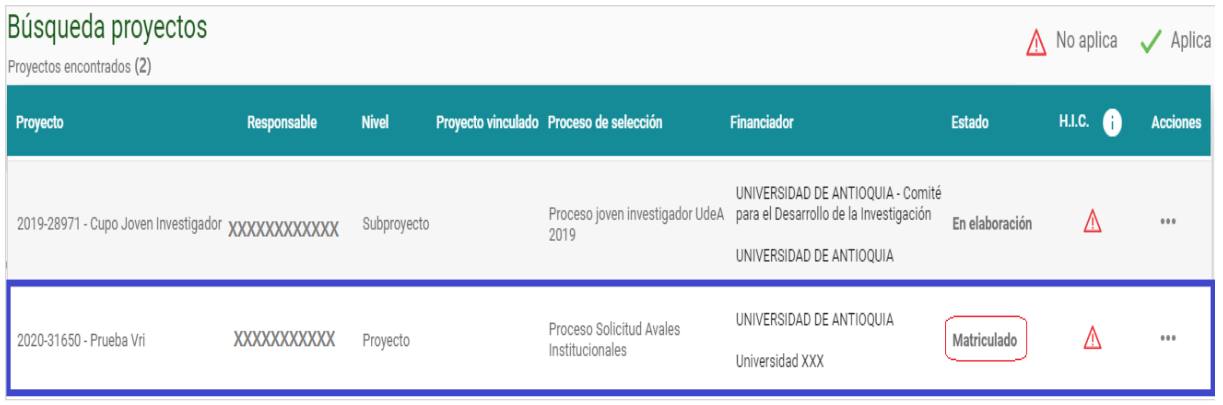 Búsqueda proyectos
No aplica Aplica
Proyectos encontrados (2)
Proyecto Responsable Nivel Proyecto vinculado Proceso de selección Financiador Estado H.I.C. i Acciones
UNIVERSIDAD DE ANTIOQUIA - Comité
2019-28971 - Cupo Joven Investigador XXXXXXXXXXXX Subproyecto Proceso joven investigador UdeA para el Desarrollo de la Investigación En elaboración ...
2019
UNIVERSIDAD DE ANTIOQUIA
UNIVERSIDAD DE ANTIOQUIA
2020-31650 - Prueba Vri XXXXXXXXXXX Proyecto Proceso Solicitud Avales Matriculado ...
Institucionales
Universidad XXX